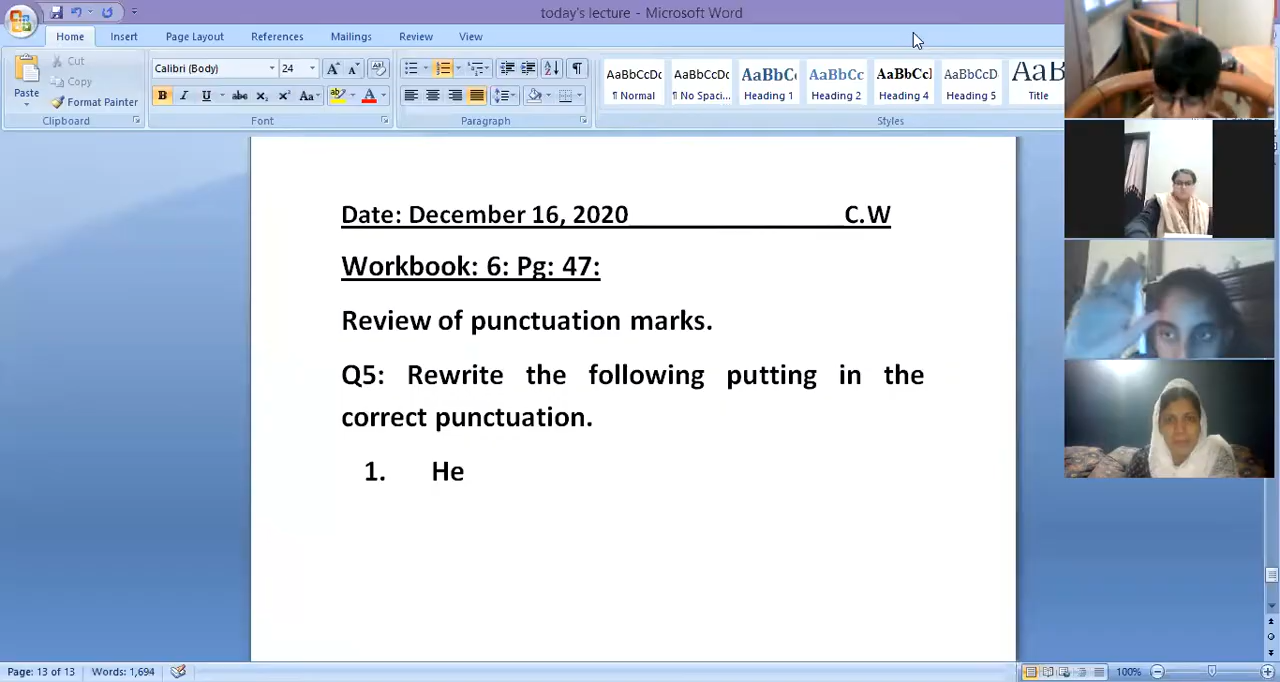 today's lecture - Microsoft Word
Home Insert Page Layout References Mailings Review View
Paste
Cut
Copy
Format Painter
Clipboard
Calibri (Body) 24
Font
Paragraph
AaBbCcDc AaBbCcDc AaBbC AaBbCc AaBbCcI AaBbCcD AaB
¶ Normal ¶ No Spaci... Heading 1 Heading 2 Heading 4 Heading 5 Title
Styles
Date: December 16, 2020 C.W
Workbook: 6: Pg: 47:
Review of punctuation marks.
Q5: Rewrite the following putting in the
correct punctuation.
1. He
Page: 13 of 13 Words: 1,694 100%